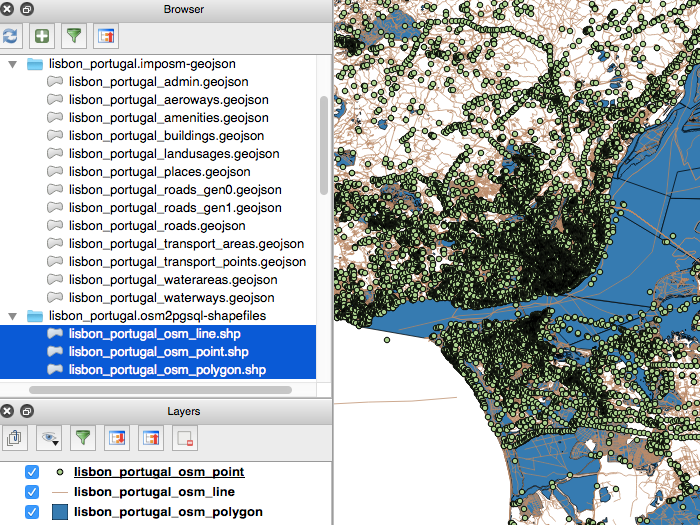 Browser
lisbon_portugal.imposm-geojson
lisbon_portugal_admin.geojson
lisbon_portugal_aeroways.geojson
lisbon_portugal_amenities.geojson
lisbon_portugal_buildings.geojson
lisbon_portugal_landusages.geojson
lisbon_portugal_places.geojson
lisbon_portugal_roads_gen0.geojson
lisbon_portugal_roads_gen1.geojson
lisbon_portugal_roads.geojson
lisbon_portugal_transport_areas.geojson
lisbon_portugal_transport_points.geojson
lisbon_portugal_waterareas.geojson
lisbon_portugal_waterways.geojson
lisbon_portugal.osm2pgsql-shapefiles
lisbon_portugal_osm_line.shp
lisbon_portugal_osm_point.shp
lisbon_portugal_osm_polygon.shp
Layers
lisbon_portugal_osm_point
lisbon_portugal_osm_line
lisbon_portugal_osm_polygon